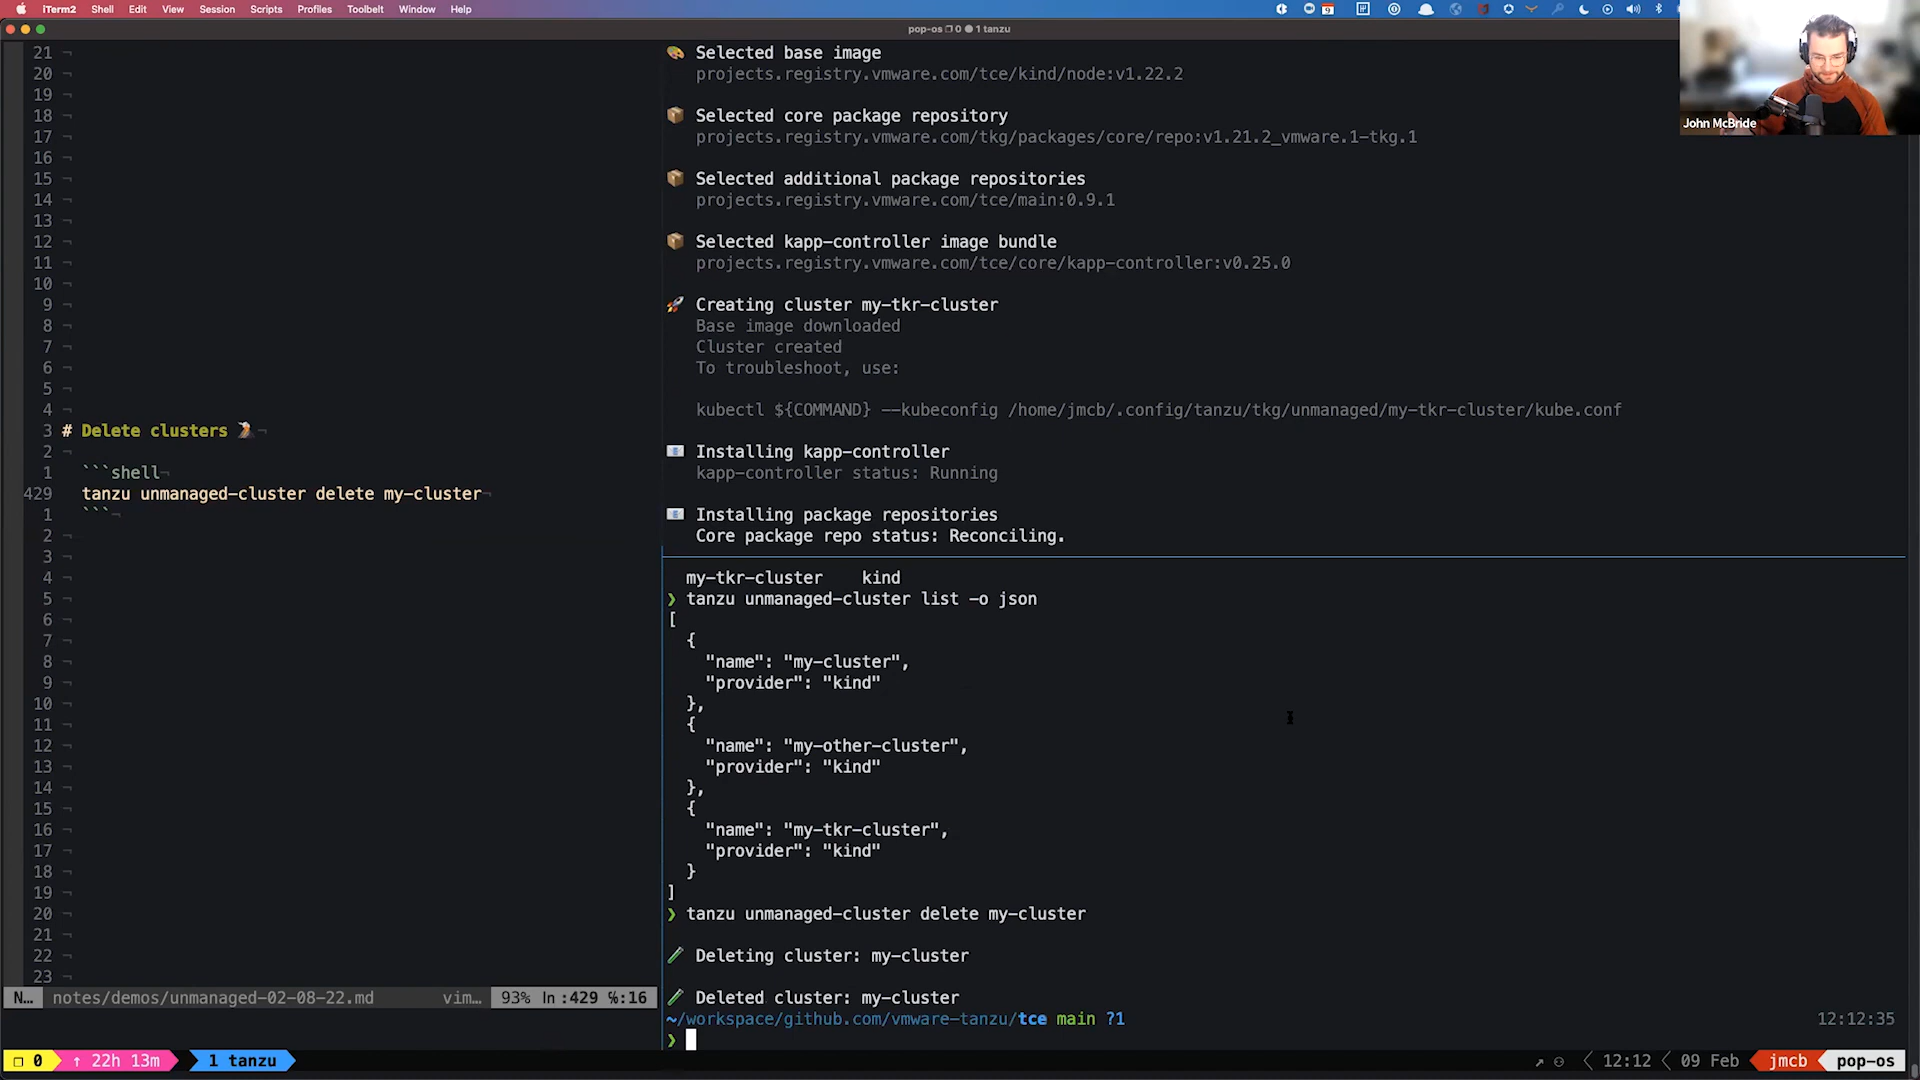 iTerm2 Shell Edit View Session Scripts Profiles Toolbelt Window Help
pop-os 0 1 tanzu
John McBride
21 ¬
20 ¬
19 ¬
18 ¬
17 ¬
16 ¬
15 ¬
14 ¬
13 ¬
12 ¬
11 ¬
10 ¬
9 ¬
8 ¬
7 ¬
6 ¬
5 ¬
4 ¬
3 # Delete clusters ¬
2 ¬
1 ```shell¬
429 tanzu unmanaged-cluster delete my-cluster¬
1 ```¬
2 ¬
3 ¬
4 ¬
5 ¬
6 ¬
7 ¬
8 ¬
9 ¬
10 ¬
11 ¬
12 ¬
13 ¬
14 ¬
15 ¬
16 ¬
17 ¬
18 ¬
19 ¬
20 ¬
21 ¬
22 ¬
23 ¬
N… notes/demos/unmanaged-02-08-22.md vim… 93% ln:429 %:16
Selected base image
projects.registry.vmware.com/tce/kind/node:v1.22.2
Selected core package repository
projects.registry.vmware.com/tkg/packages/core/repo:v1.21.2_vmware.1-tkg.1
Selected additional package repositories
projects.registry.vmware.com/tce/main:0.9.1
Selected kapp-controller image bundle
projects.registry.vmware.com/tce/core/kapp-controller:v0.25.0
Creating cluster my-tkr-cluster
Base image downloaded
Cluster created
To troubleshoot, use:
kubectl ${COMMAND} --kubeconfig /home/jmcb/.config/tanzu/tkg/unmanaged/my-tkr-cluster/kube.conf
Installing kapp-controller
kapp-controller status: Running
Installing package repositories
Core package repo status: Reconciling.
my-tkr-cluster kind
❯ tanzu unmanaged-cluster list -o json
[
{
"name": "my-cluster",
"provider": "kind"
},
{
"name": "my-other-cluster",
"provider": "kind"
},
{
"name": "my-tkr-cluster",
"provider": "kind"
}
]
❯ tanzu unmanaged-cluster delete my-cluster
Deleting cluster: my-cluster
Deleted cluster: my-cluster
~/workspace/github.com/vmware-tanzu/tce main ?1 12:12:35
❯
0 ↑ 22h 13m 1 tanzu 12:12 09 Feb jmcb pop-os